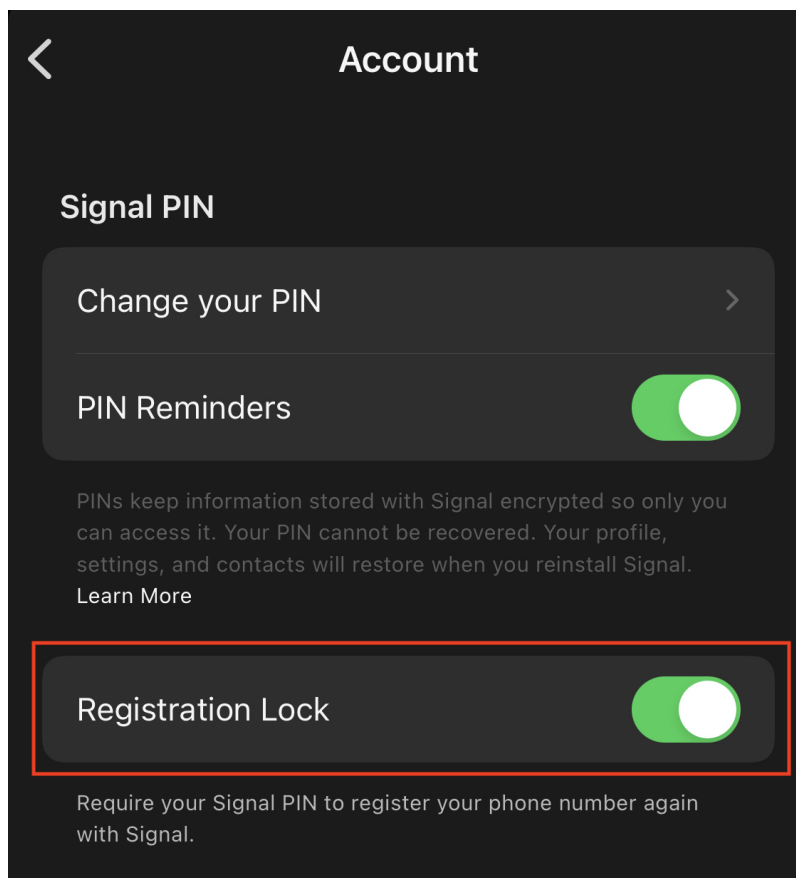 Account
Signal PIN
Change your PIN
PIN Reminders
PINs keep information stored with Signal encrypted so only you
can access it. Your PIN cannot be recovered. Your profile,
settings, and contacts will restore when you reinstall Signal.
Learn More
Registration Lock
Require your Signal PIN to register your phone number again
with Signal.